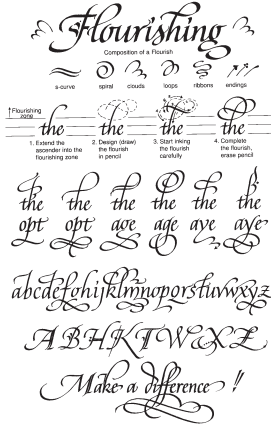 Flourishing
Composition of a Flourish
s-curve spiral clouds loops ribbons endings
Flourishing zone
the the the the
1. Extend the ascender into the flourishing zone
2. Design (draw) the flourish in pencil
3. Start inking the flourish carefully
4. Complete the flourish, erase pencil
the the the the the the
opt opt age age aye aye
abcdefghijklmnopqrstuvwxyz
ABHKTWEXZ
Make a difference !!